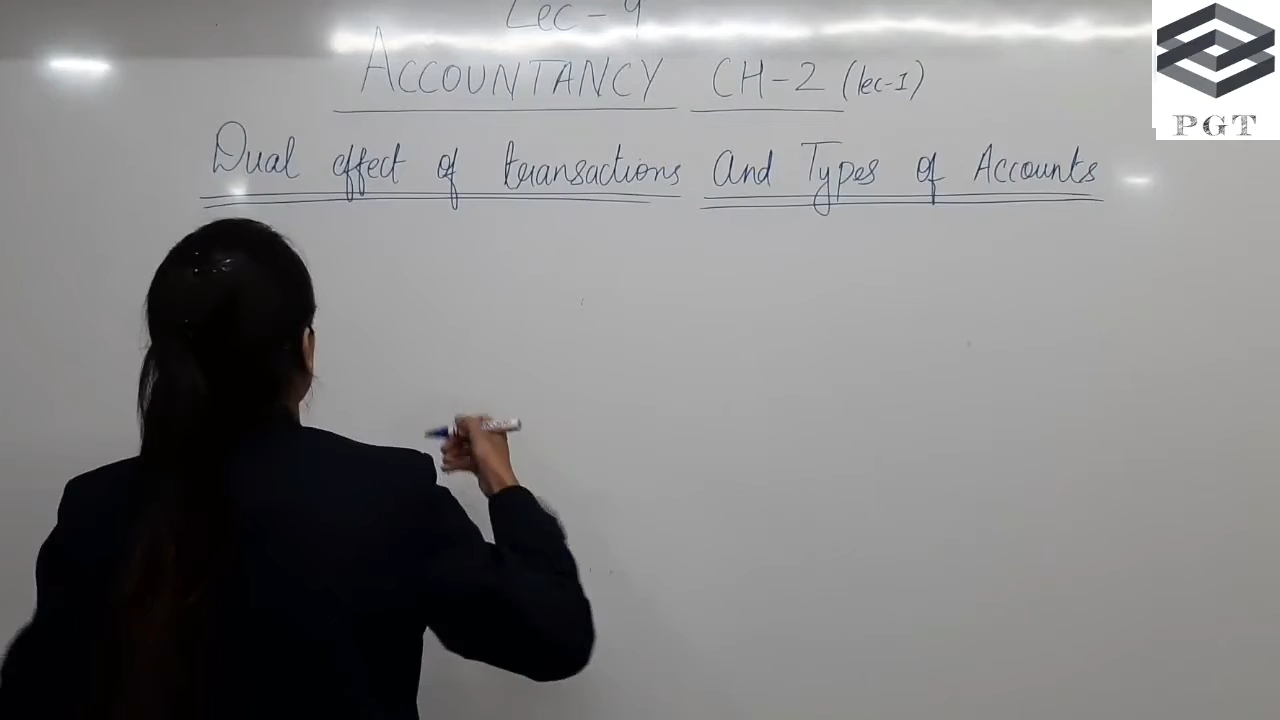 Lec - 9
ACCOUNTANCY CH-2 (lec-1)
Dual effect of transactions and Types of Accounts
PGT